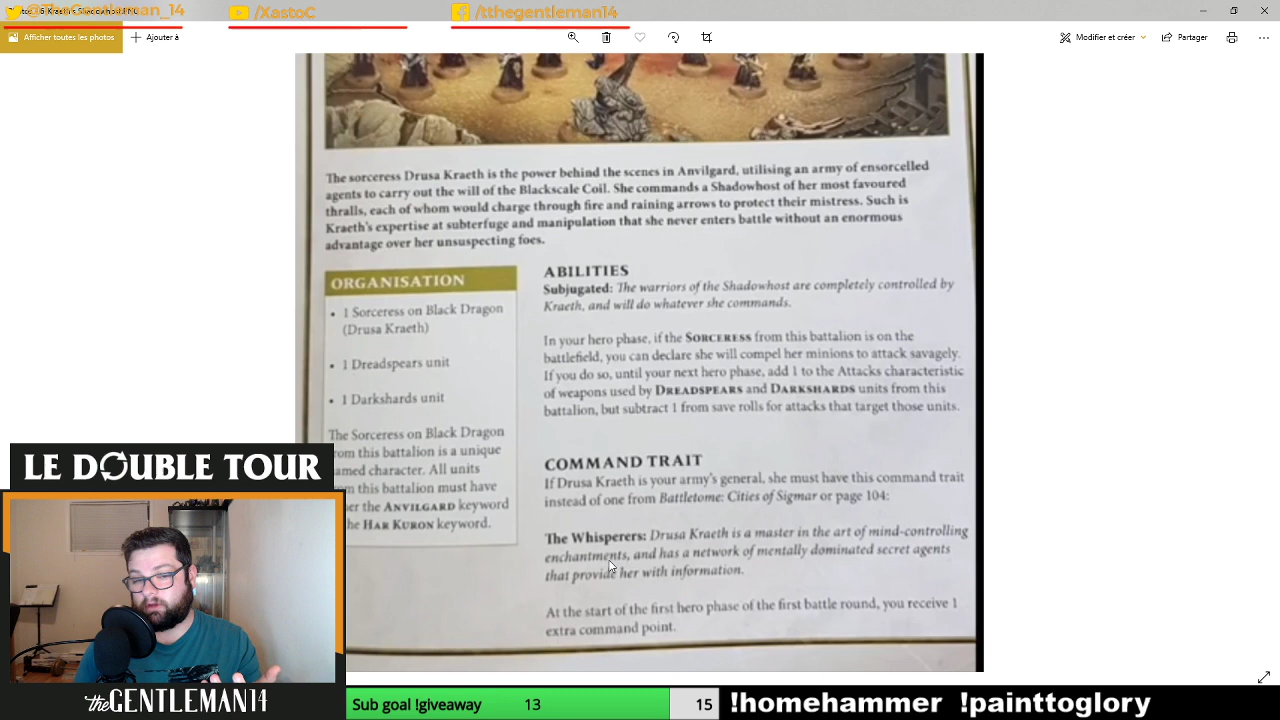 @TheGentleman_14
/XastoC
/tthegentleman14
Afficher toutes les photos
Ajouter à
Modifier et créer
Partager
The sorceress Drusa Kraeth is the power behind the scenes in Anvilgard, utilising an army of ensorcelled
agents to carry out the will of the Blackscale Coil. She commands a Shadowhost of her most favoured
thralls, each of whom would charge through fire and raining arrows to protect their mistress. Such is
Kraeth's expertise at subterfuge and manipulation that she never enters battle without an enormous
advantage over her unsuspecting foes.
ORGANISATION
• 1 Sorceress on Black Dragon
(Drusa Kraeth)
• 1 Dreadspears unit
• 1 Darkshards unit
The Sorceress on Black Dragon
rom this battalion is a unique
amed character. All units
m this battalion must have
er the ANVILGARD keyword
he HAR KURON keyword.
ABILITIES
Subjugated: The warriors of the Shadowhost are completely controlled by
Kraeth, and will do whatever she commands.
In your hero phase, if the SORCERESS from this battalion is on the
battlefield, you can declare she will compel her minions to attack savagely.
If you do so, until your next hero phase, add 1 to the Attacks characteristic
of weapons used by DREADSPEARS and DARKSHARDS units from this
battalion, but subtract 1 from save rolls for attacks that target those units.
COMMAND TRAIT
If Drusa Kraeth is your army's general, she must have this command trait
instead of one from Battletome: Cities of Sigmar or page 104:
The Whisperers: Drusa Kraeth is a master in the art of mind-controlling
enchantments, and has a network of mentally dominated secret agents
that provide her with information.
At the start of the first hero phase of the first battle round, you receive 1
extra command point.
LE DOUBLE TOUR
theGENTLEMAN14
Sub goal !giveaway 13 15
!homehammer !painttoglory